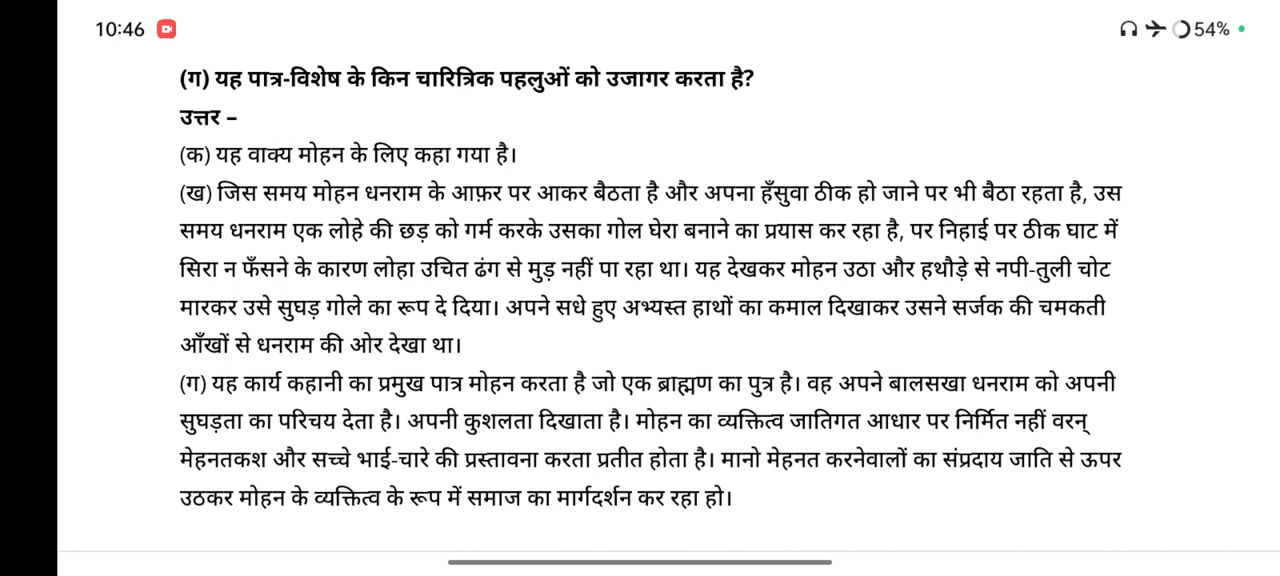 10:46
54%
(ग) यह पात्र-विशेष के किन चारित्रिक पहलुओं को उजागर करता है?
उत्तर –
(क) यह वाक्य मोहन के लिए कहा गया है।
(ख) जिस समय मोहन धनराम के आफ़र पर आकर बैठता है और अपना हँसुवा ठीक हो जाने पर भी बैठा रहता है, उस
समय धनराम एक लोहे की छड़ को गर्म करके उसका गोल घेरा बनाने का प्रयास कर रहा है, पर निहाई पर ठीक घाट में
सिरा न फँसने के कारण लोहा उचित ढंग से मुड़ नहीं पा रहा था। यह देखकर मोहन उठा और हथौड़े से नपी-तुली चोट
मारकर उसे सुघड़ गोले का रूप दे दिया। अपने सधे हुए अभ्यस्त हाथों का कमाल दिखाकर उसने सर्जक की चमकती
आँखों से धनराम की ओर देखा था।
(ग) यह कार्य कहानी का प्रमुख पात्र मोहन करता है जो एक ब्राह्मण का पुत्र है। वह अपने बालसखा धनराम को अपनी
सुघड़ता का परिचय देता है। अपनी कुशलता दिखाता है। मोहन का व्यक्तित्व जातिगत आधार पर निर्मित नहीं वरन्
मेहनतकश और सच्चे भाई-चारे की प्रस्तावना करता प्रतीत होता है। मानो मेहनत करनेवालों का संप्रदाय जाति से ऊपर
उठकर मोहन के व्यक्तित्व के रूप में समाज का मार्गदर्शन कर रहा हो।